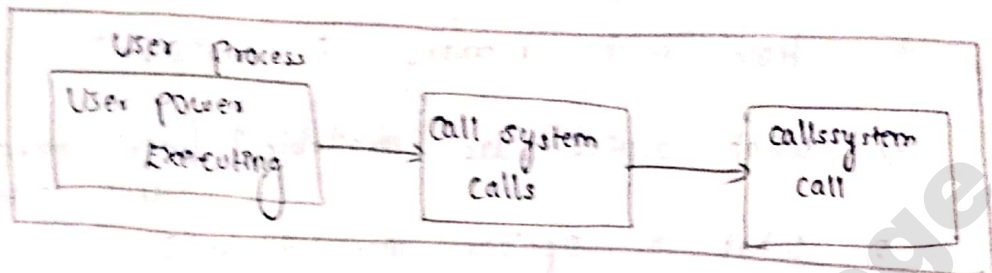 User process
User power
Executing
Call system
calls
callssystem
call